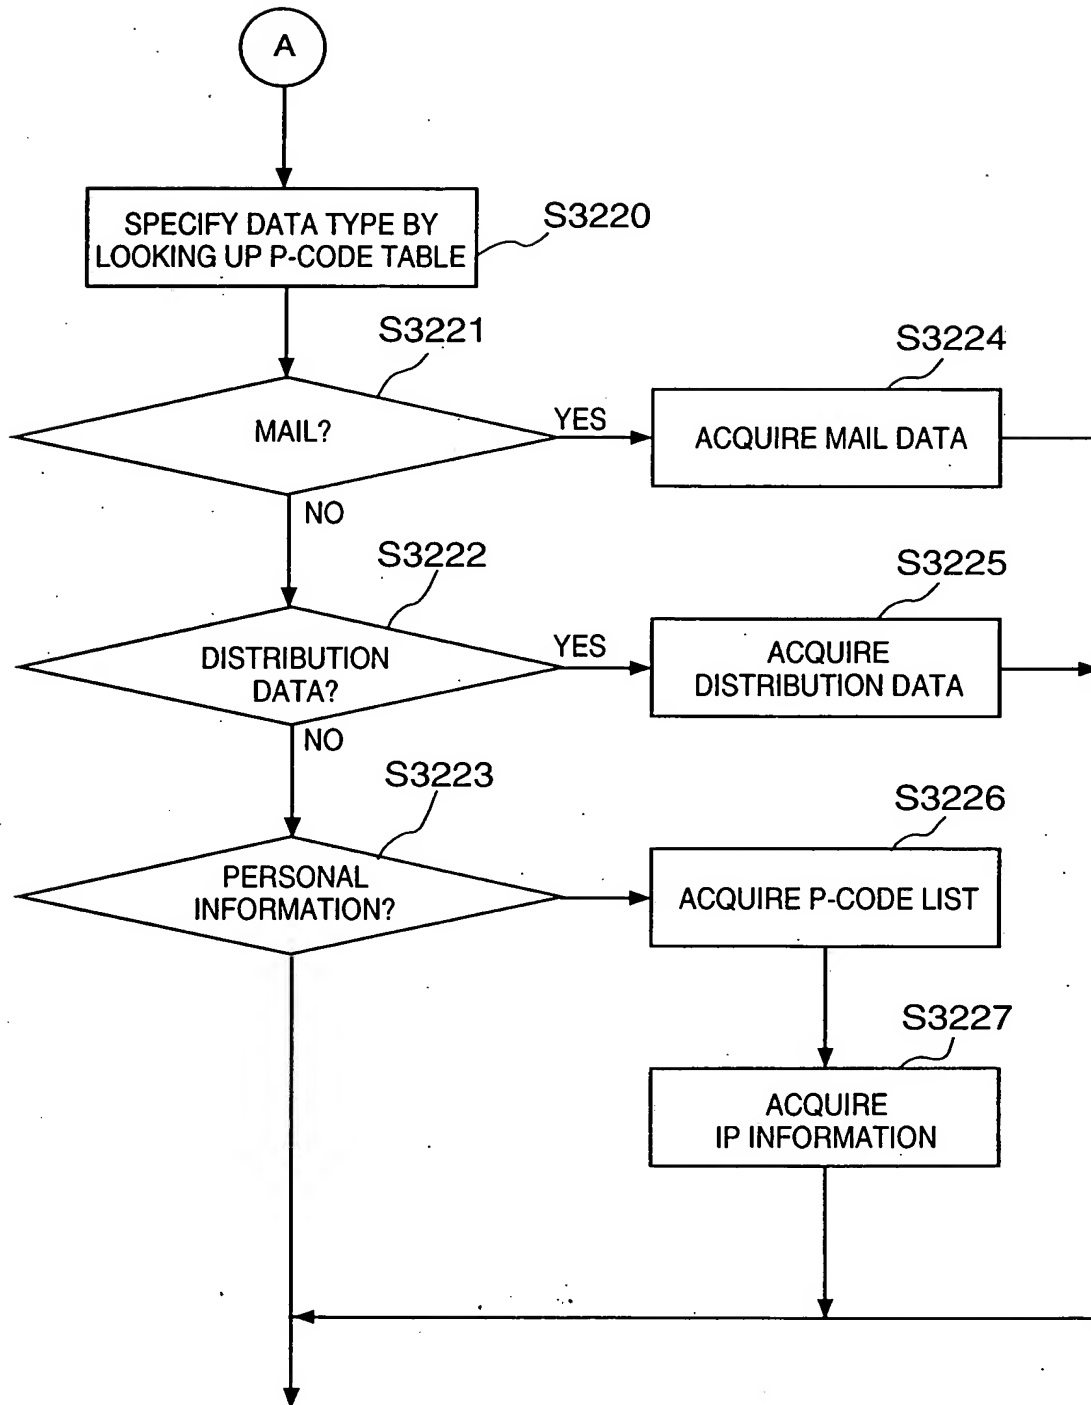 A
SPECIFY DATA TYPE BY
LOOKING UP P-CODE TABLE
S3220
S3221
MAIL?
YES
S3224
ACQUIRE MAIL DATA
NO
S3222
DISTRIBUTION
DATA?
YES
S3225
ACQUIRE
DISTRIBUTION DATA
NO
S3223
PERSONAL
INFORMATION?
S3226
ACQUIRE P-CODE LIST
S3227
ACQUIRE
IP INFORMATION